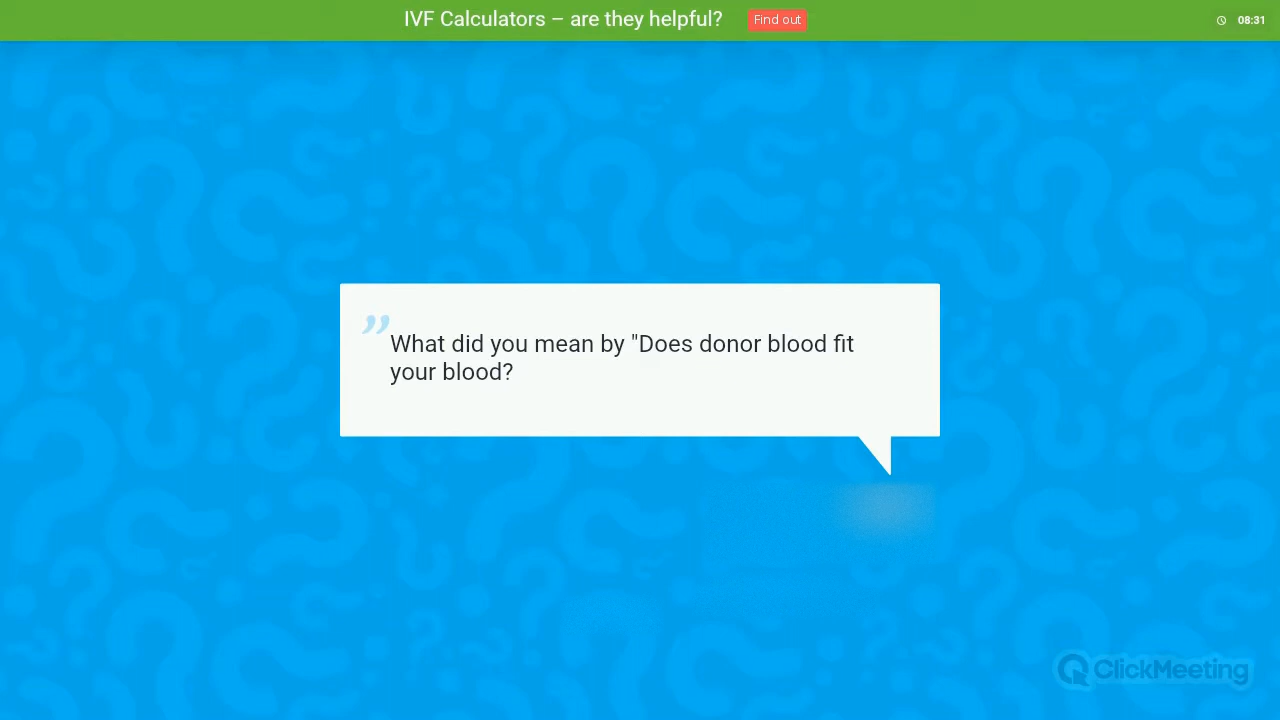 IVF Calculators – are they helpful? Find out 08:31
” What did you mean by "Does donor blood fit
your blood?
ClickMeeting